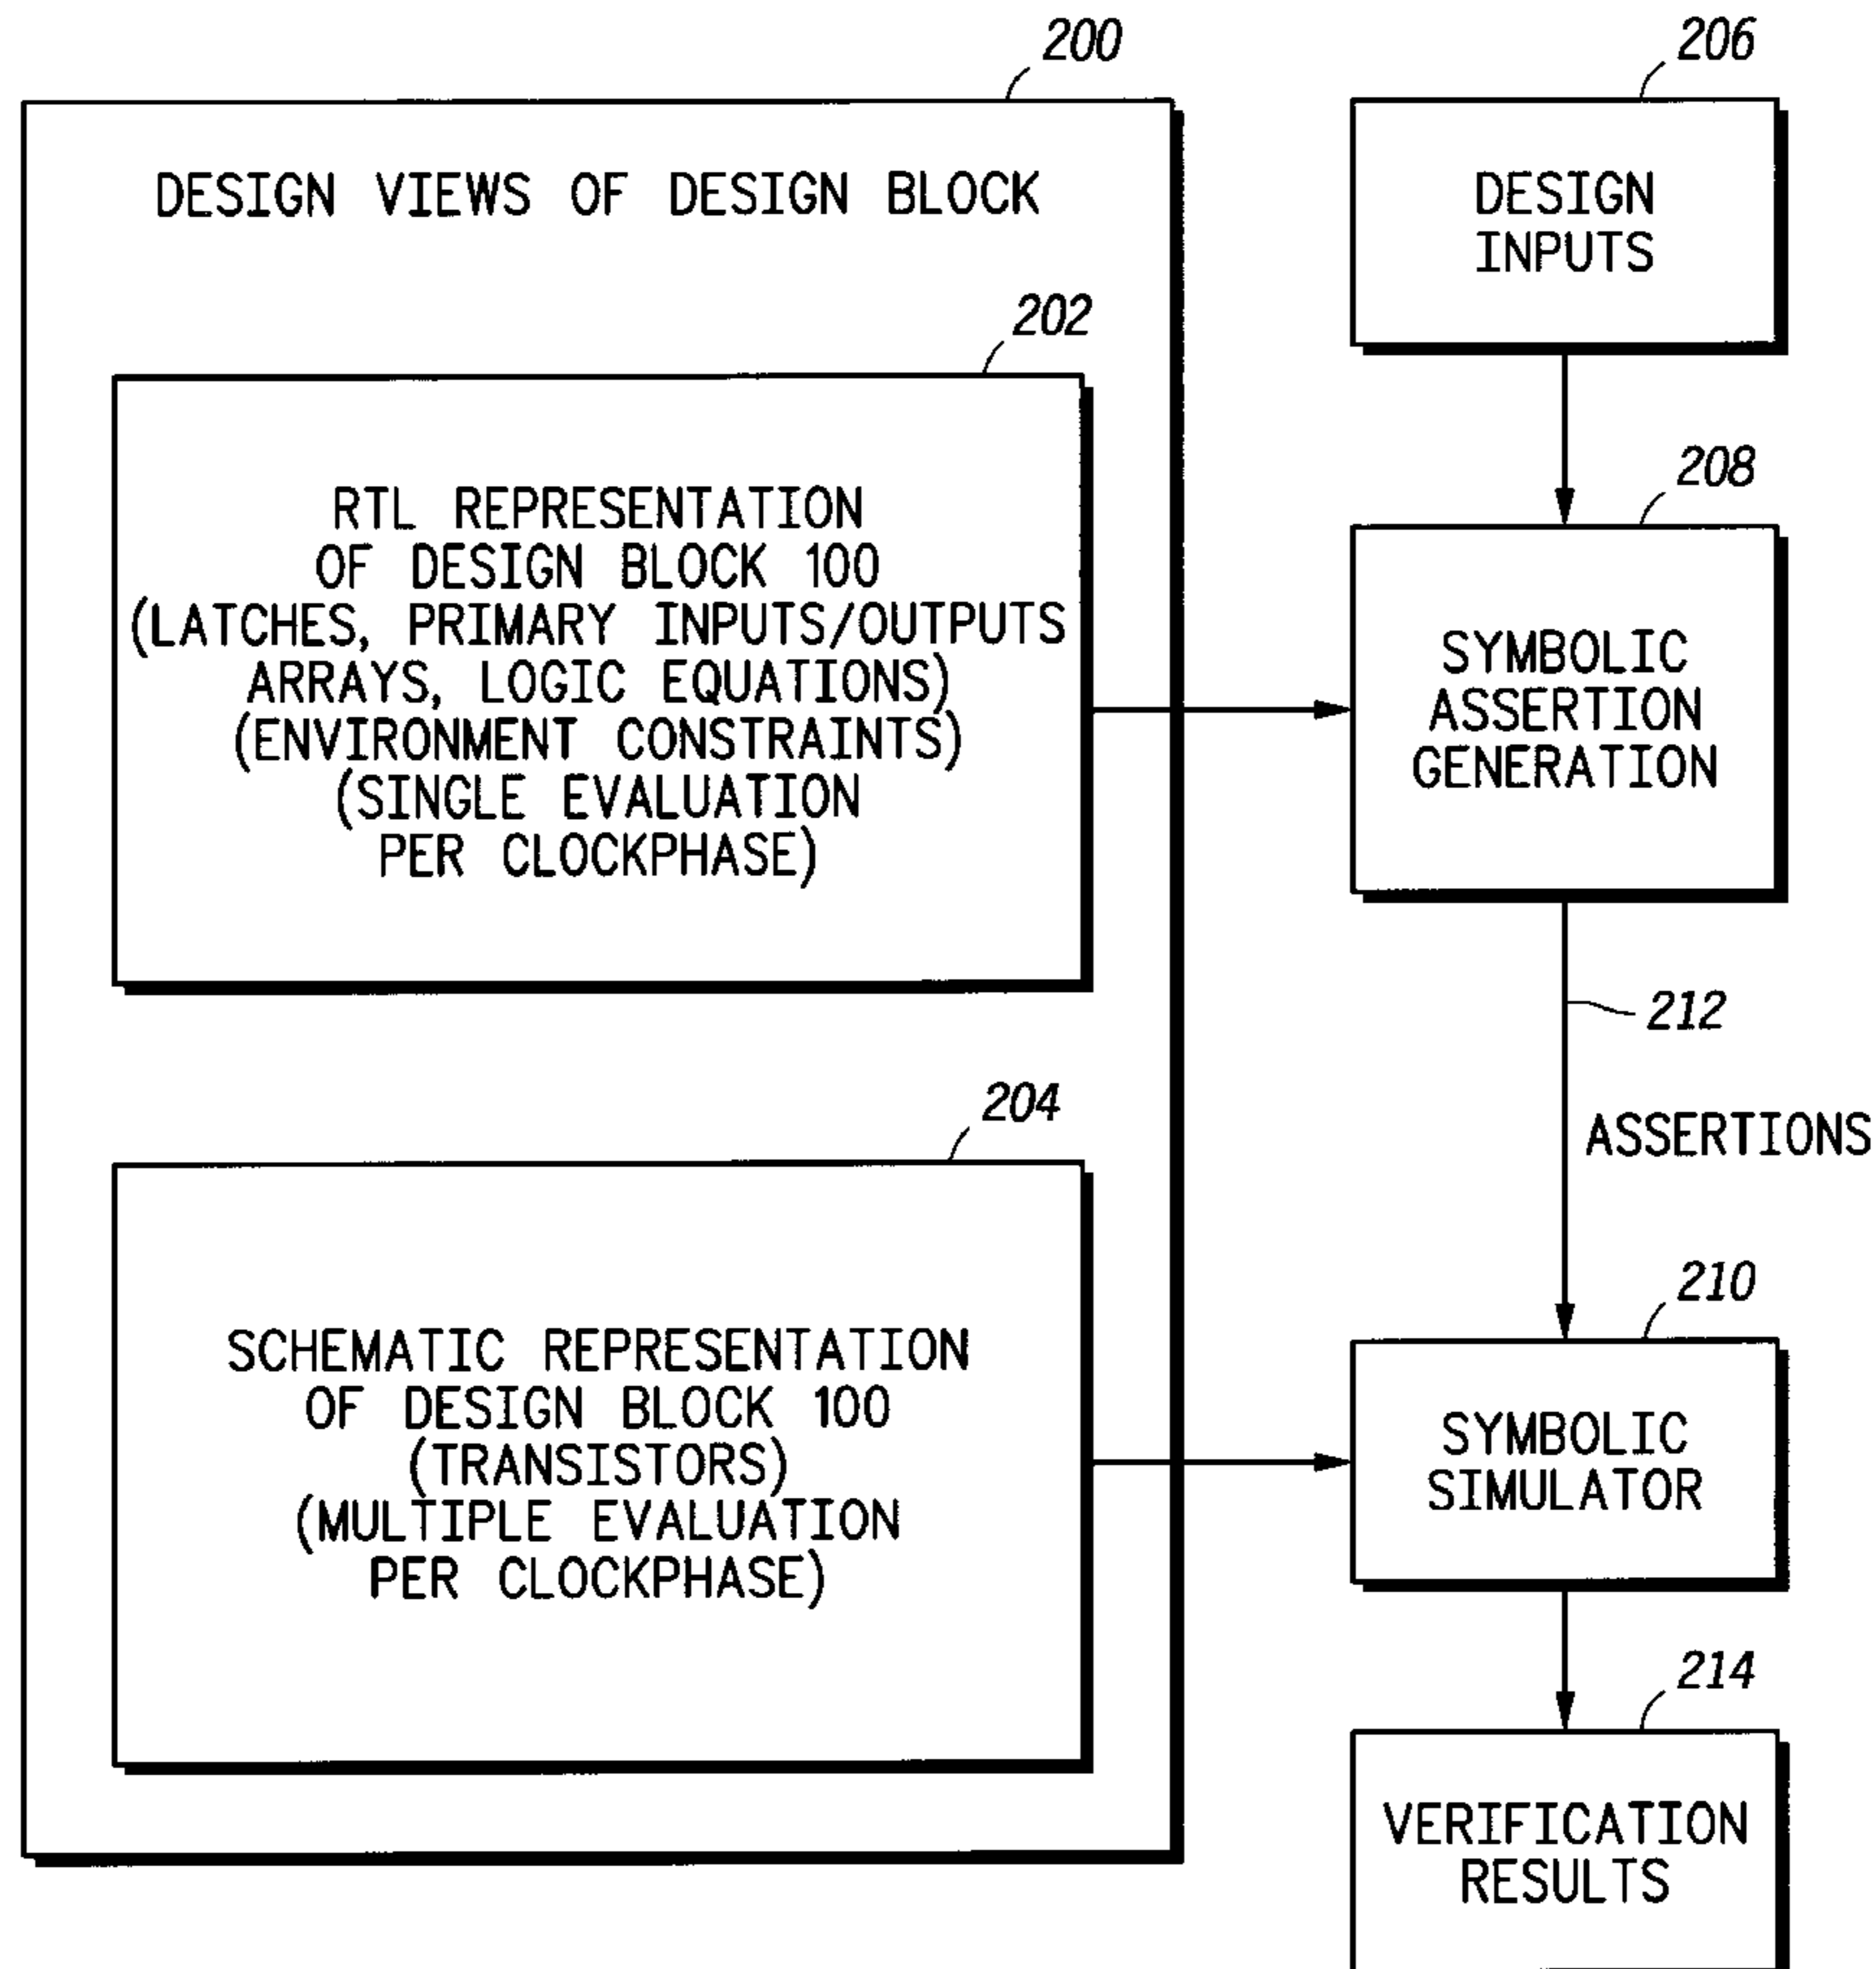 200
DESIGN VIEWS OF DESIGN BLOCK
202
RTL REPRESENTATION
OF DESIGN BLOCK 100
(LATCHES, PRIMARY INPUTS/OUTPUTS
ARRAYS, LOGIC EQUATIONS)
(ENVIRONMENT CONSTRAINTS)
(SINGLE EVALUATION
PER CLOCKPHASE)
204
SCHEMATIC REPRESENTATION
OF DESIGN BLOCK 100
(TRANSISTORS)
(MULTIPLE EVALUATION
PER CLOCKPHASE)
206
DESIGN
INPUTS
208
SYMBOLIC
ASSERTION
GENERATION
212
ASSERTIONS
210
SYMBOLIC
SIMULATOR
214
VERIFICATION
RESULTS